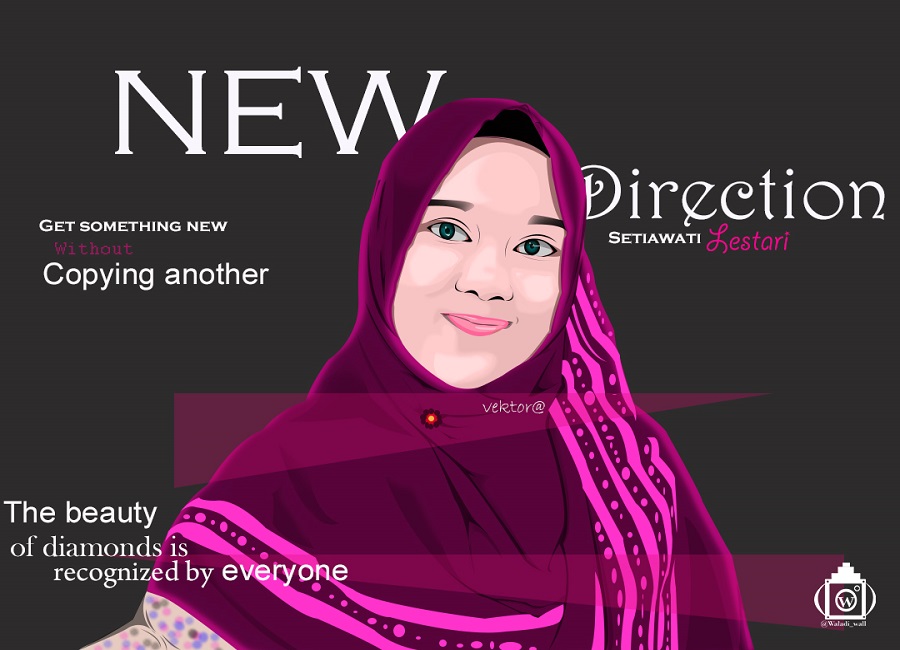 NEW
Direction
SETIAWATI Lestari
GET SOMETHING NEW
Without
Copying another
vektor@
The beauty
of diamonds is
recognized by everyone
W
@Waladi_wall